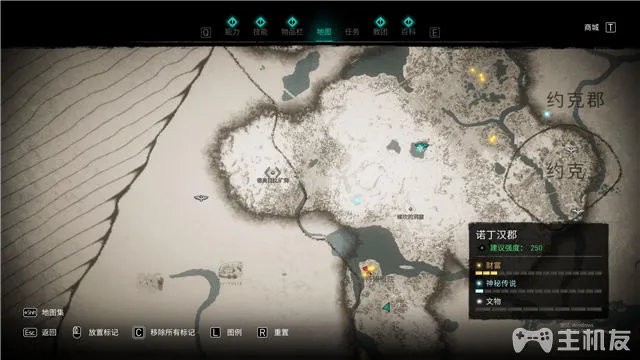 Q 能力 技能 物品栏 地图 任务 教团 百科 E
商城 T
约克郡
约克
诺丁汉郡
建议强度: 250
财富
神秘传说
文物
Shift 地图集
Esc 返回 放置标记 C 移除所有标记 L 图例 R 重置
主机友